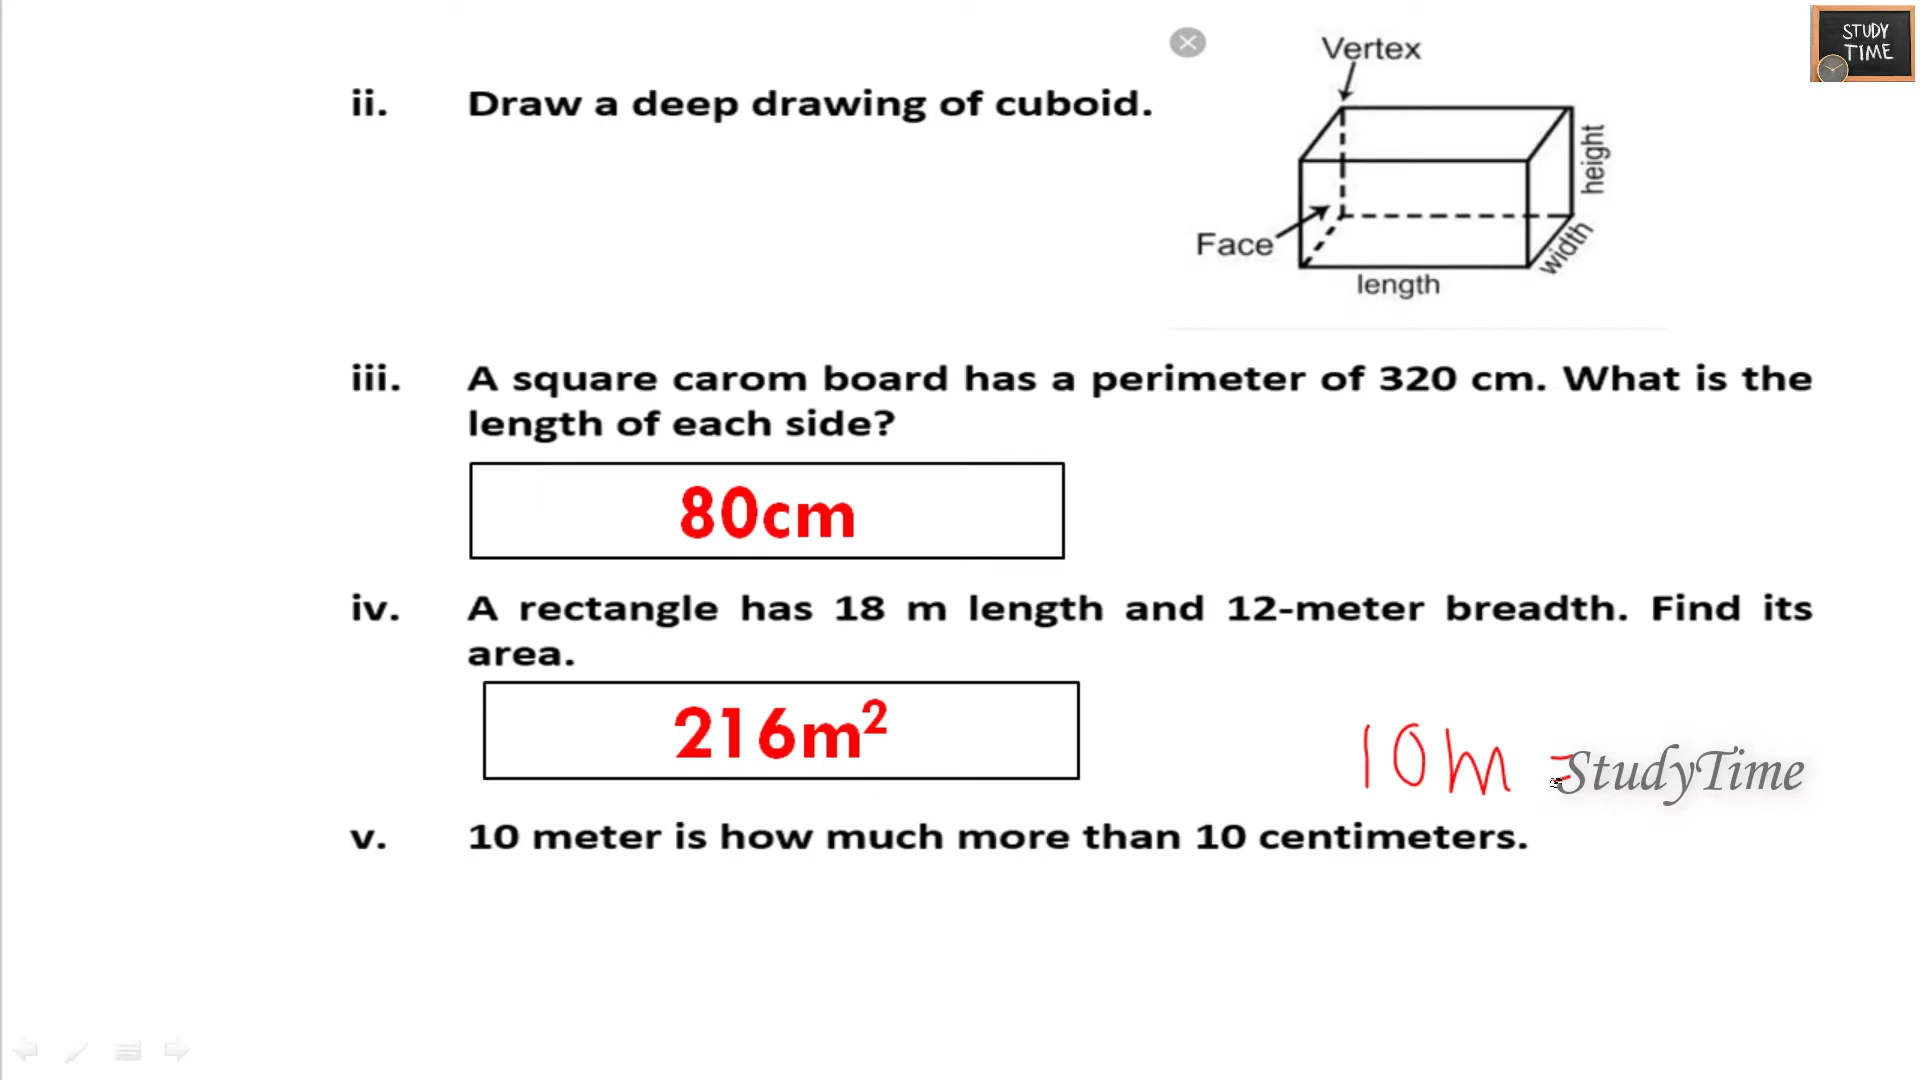 STUDY
TIME
Vertex
ii. Draw a deep drawing of cuboid.
height
Face
width
length
iii. A square carom board has a perimeter of 320 cm. What is the
length of each side?
80cm
iv. A rectangle has 18 m length and 12-meter breadth. Find its
area.
216m²
10m =
StudyTime
v. 10 meter is how much more than 10 centimeters.